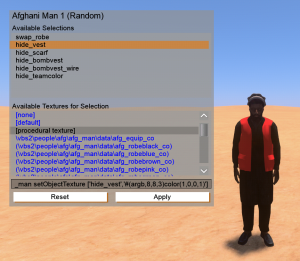 Afghani Man 1 (Random)
Available Selections
swap_robe
hide_vest
hide_scarf
hide_bombvest
hide_bombvest_wire
hide_teamcolor
Available Textures for Selection
[none]
[default]
[procedural texture]
\vbs2\people\afg\afg_man\data\afg_equip_co
\vbs2\people\afg\afg_man\data\afg_robeblack_co)
\vbs2\people\afg\afg_man\data\afg_robeblue_co)
\vbs2\people\afg\afg_man\data\afg_robebrown_co)
\vbs2\people\afg\afg_man\data\afg_robepink_co)
_man setObjectTexture ['hide_vest','#(argb,8,8,3)color(1,0,0,1)']
Reset Apply